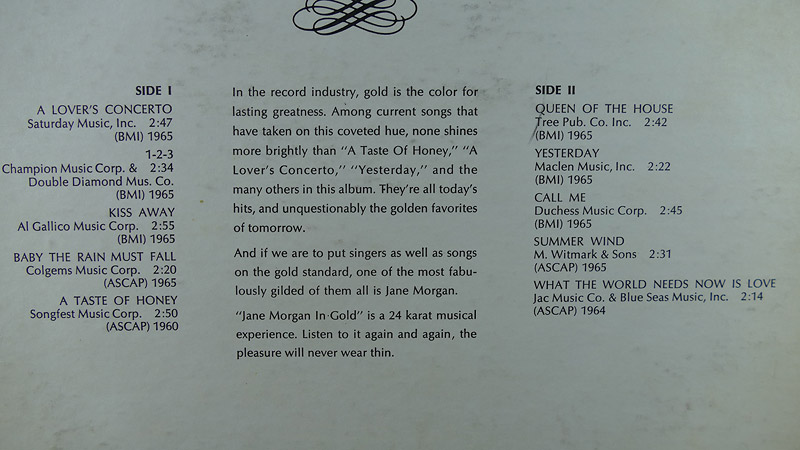 SIDE I
A LOVER'S CONCERTO
Saturday Music, Inc. 2:47
(BMI) 1965
1-2-3
Champion Music Corp. & 2:34
Double Diamond Mus. Co.
(BMI) 1965
KISS AWAY
Al Gallico Music Corp. 2:55
(BMI) 1965
BABY THE RAIN MUST FALL
Colgems Music Corp. 2:20
(ASCAP) 1965
A TASTE OF HONEY
Songfest Music Corp. 2:50
(ASCAP) 1960
In the record industry, gold is the color for
lasting greatness. Among current songs that
have taken on this coveted hue, none shines
more brightly than "A Taste Of Honey," "A
Lover's Concerto," "Yesterday," and the
many others in this album. They're all today's
hits, and unquestionably the golden favorites
of tomorrow.
And if we are to put singers as well as songs
on the gold standard, one of the most fabu-
lously gilded of them all is Jane Morgan.
"Jane Morgan In Gold" is a 24 karat musical
experience. Listen to it again and again, the
pleasure will never wear thin.
SIDE II
QUEEN OF THE HOUSE
Tree Pub. Co. Inc. 2:42
(BMI) 1965
YESTERDAY
Maclen Music, Inc. 2:22
(BMI) 1965
CALL ME
Duchess Music Corp. 2:45
(BMI) 1965
SUMMER WIND
M. Witmark & Sons 2:31
(ASCAP) 1965
WHAT THE WORLD NEEDS NOW IS LOVE
Jac Music Co. & Blue Seas Music, Inc. 2:14
(ASCAP) 1964